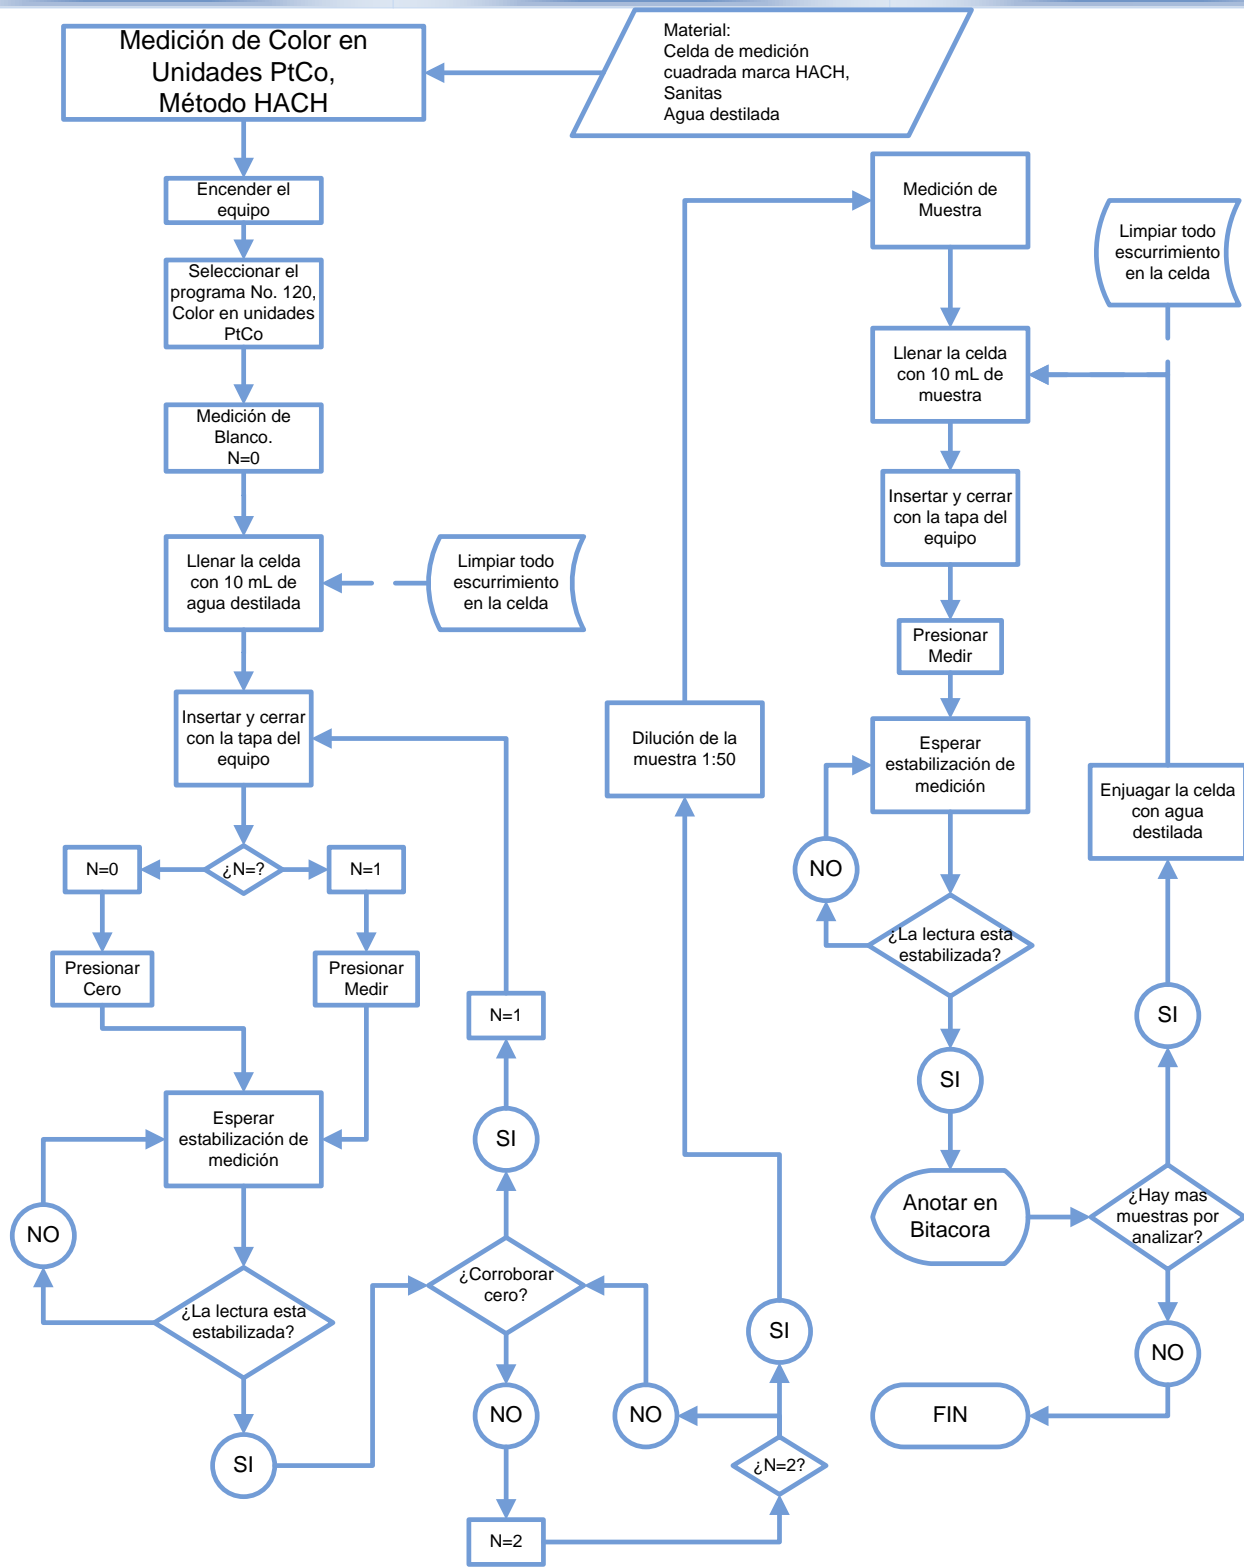 Medición de Color en
Unidades PtCo,
Método HACH
Material:
Celda de medición
cuadrada marca HACH,
Sanitas
Agua destilada
Encender el
equipo
Seleccionar el
programa No. 120,
Color en unidades
PtCo
Medición de
Blanco.
N=0
Llenar la celda
con 10 mL de
agua destilada
Limpiar todo
escurrimiento
en la celda
Insertar y cerrar
con la tapa del
equipo
¿N=?
N=0
N=1
Presionar
Cero
Presionar
Medir
Esperar
estabilización de
medición
NO
¿La lectura esta
estabilizada?
SI
¿Corroborar
cero?
SI
N=1
NO
N=2
¿N=2?
NO
SI
Dilución de la
muestra 1:50
Medición de
Muestra
Llenar la celda
con 10 mL de
muestra
Limpiar todo
escurrimiento
en la celda
Insertar y cerrar
con la tapa del
equipo
Presionar
Medir
Esperar
estabilización de
medición
NO
¿La lectura esta
estabilizada?
SI
Anotar en
Bitacora
¿Hay mas
muestras por
analizar?
SI
Enjuagar la celda
con agua
destilada
NO
FIN